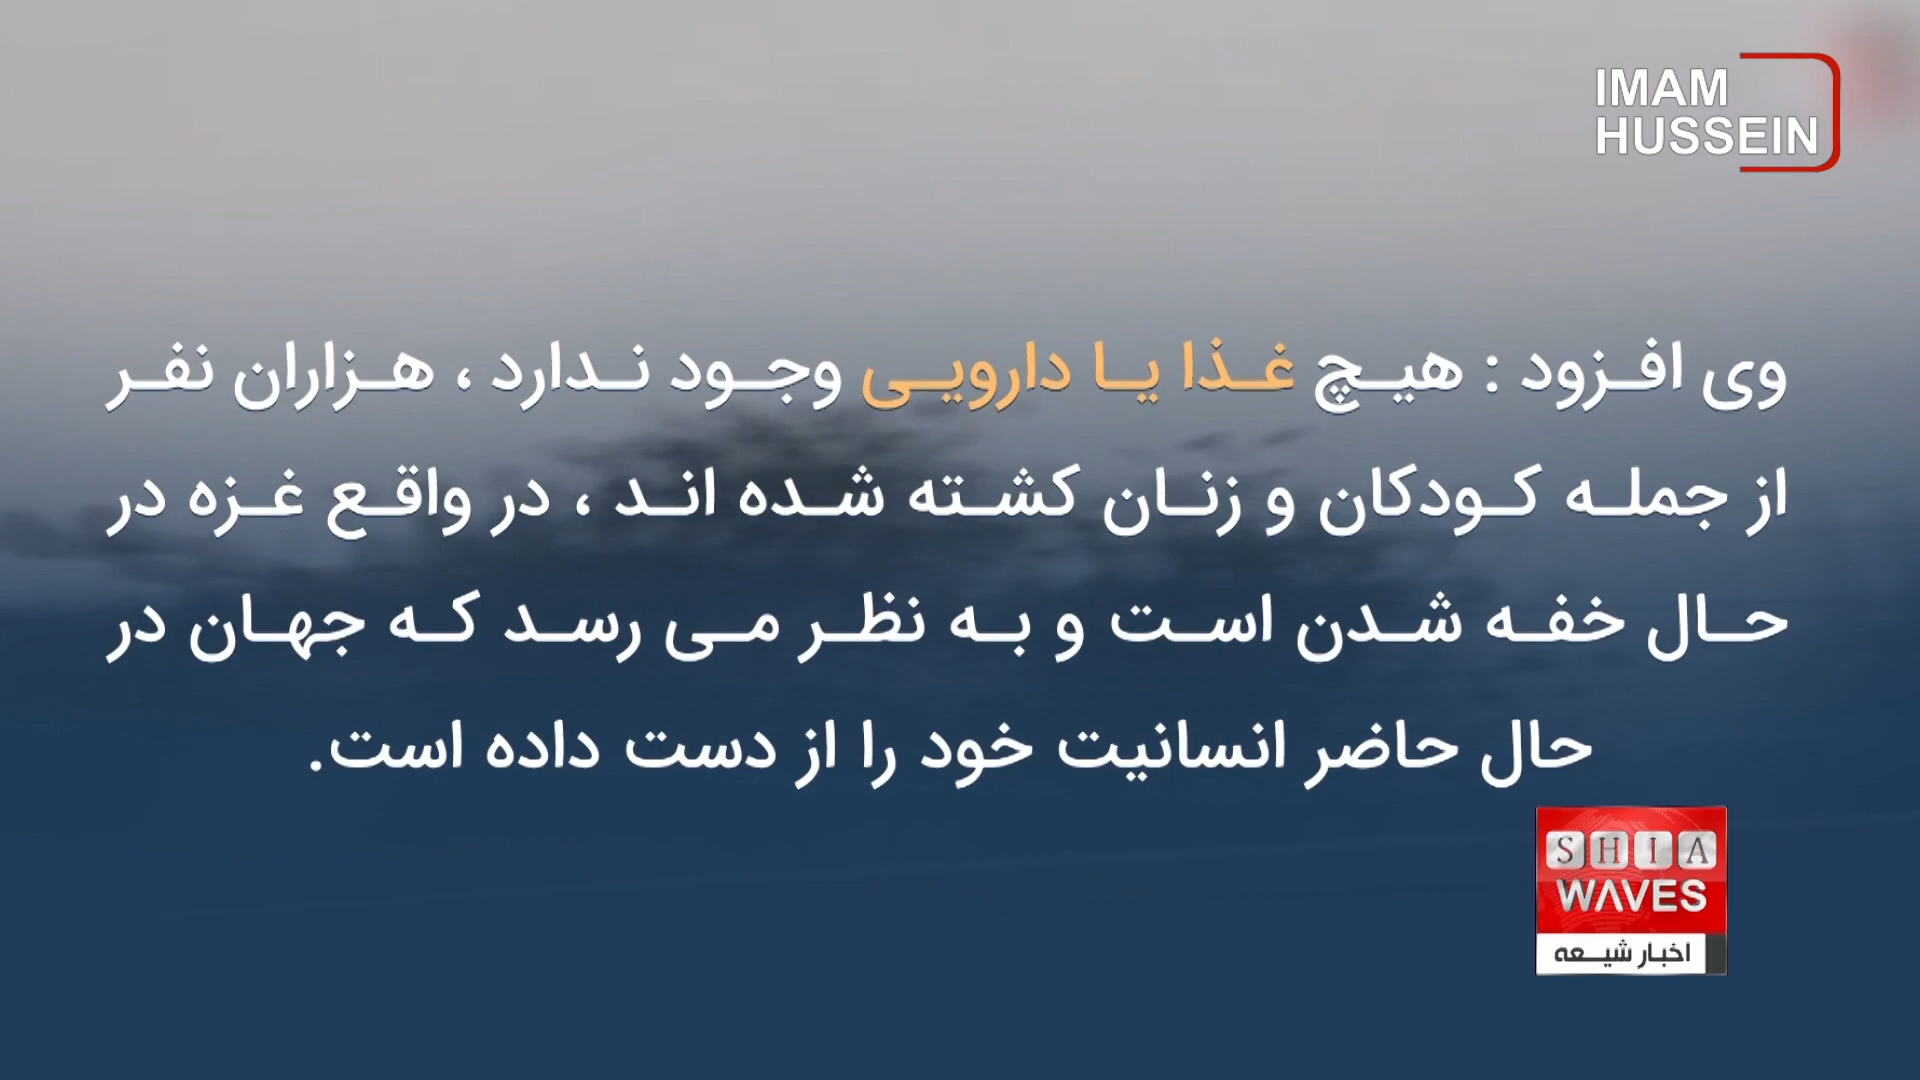 IMAM
HUSSEIN
وی افزود : هیچ غذا یا دارویی وجود ندارد ، هزاران نفر
از جمله کودکان و زنان کشته شده اند ، در واقع غزه در
حال خفه شدن است و به نظر می رسد که جهان در
حال حاضر انسانیت خود را از دست داده است.
SHIA
WAVES
اخبار شیعه